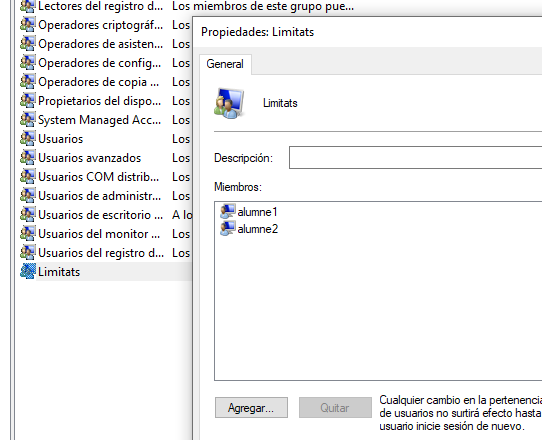 Lectores del registro d... Los miembros de este grupo pue...
Operadores criptográf... Los
Operadores de asisten... Los
Operadores de config... Los
Operadores de copia ... Los
Propietarios del dispo... Los
System Managed Acc... Los
Usuarios Los
Usuarios avanzados Los
Usuarios COM distrib... Los
Usuarios de administr... Los
Usuarios de escritorio ... A lo
Usuarios del monitor ... Los
Usuarios del registro d... Los
Limitats
Propiedades: Limitats
General
Limitats
Descripción:
Miembros:
alumne1
alumne2
Agregar...
Quitar
Cualquier cambio en la pertenencia
de usuarios no surtirá efecto hasta
usuario inicie sesión de nuevo.